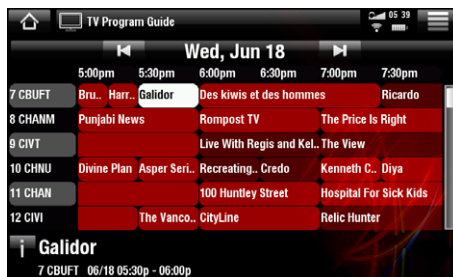 TV Program Guide 05 39
Wed, Jun 18
5:00pm 5:30pm 6:00pm 6:30pm 7:00pm 7:30pm
7 CBUFT Bru.. Harr.. Galidor Des kiwis et des hommes Ricardo
8 CHANM Punjabi News Rompost TV The Price Is Right
9 CIVT Live With Regis and Kel.. The View
10 CHNU Divine Plan Asper Seri.. Recreating.. Credo Kenneth C.. Diya
11 CHAN 100 Huntley Street Hospital For Sick Kids
12 CIVI The Vanco.. CityLine Relic Hunter
i Galidor
7 CBUFT 06/18 05:30p - 06:00p